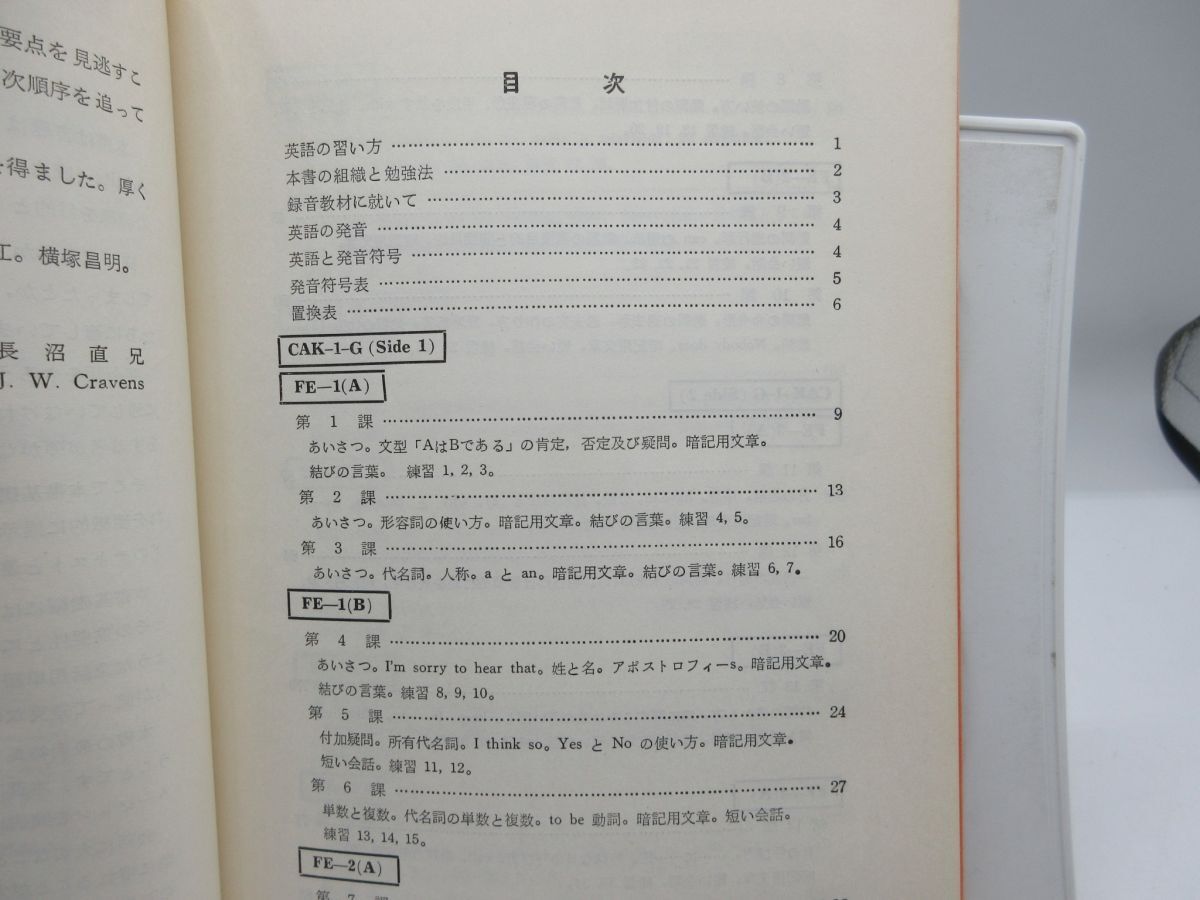 要点を見逃すこ
次順序を追って
を得ました。厚く
工。横塚昌明。
長沼直兄
J. W. Cravens
目次
英語の習い方 …… 1
本書の組織と勉強法 …… 2
録音教材に就いて …… 3
英語の発音 …… 4
英語と発音符号 …… 4
発音符号表 …… 5
置換表 …… 6
CAK-1-G (Side 1)
FE—1(A)
第 1 課 …… 9
あいさつ。文型「AはBである」の肯定,否定及び疑問。暗記用文章。
結びの言葉。 練習 1, 2, 3。
第 2 課 …… 13
あいさつ。形容詞の使い方。暗記用文章。結びの言葉。練習 4, 5。
第 3 課 …… 16
あいさつ。代名詞。人称。a と an。暗記用文章。結びの言葉。練習 6, 7。
FE—1(B)
第 4 課 …… 20
あいさつ。I'm sorry to hear that。姓と名。アポストロフィーs。暗記用文章。
結びの言葉。練習 8, 9, 10。
第 5 課 …… 24
付加疑問。所有代名詞。I think so。Yes と No の使い方。暗記用文章。
短い会話。練習 11, 12。
第 6 課 …… 27
単数と複数。代名詞の単数と複数。to be 動詞。暗記用文章。短い会話。
練習 13, 14, 15。
FE—2(A)
第 7 課